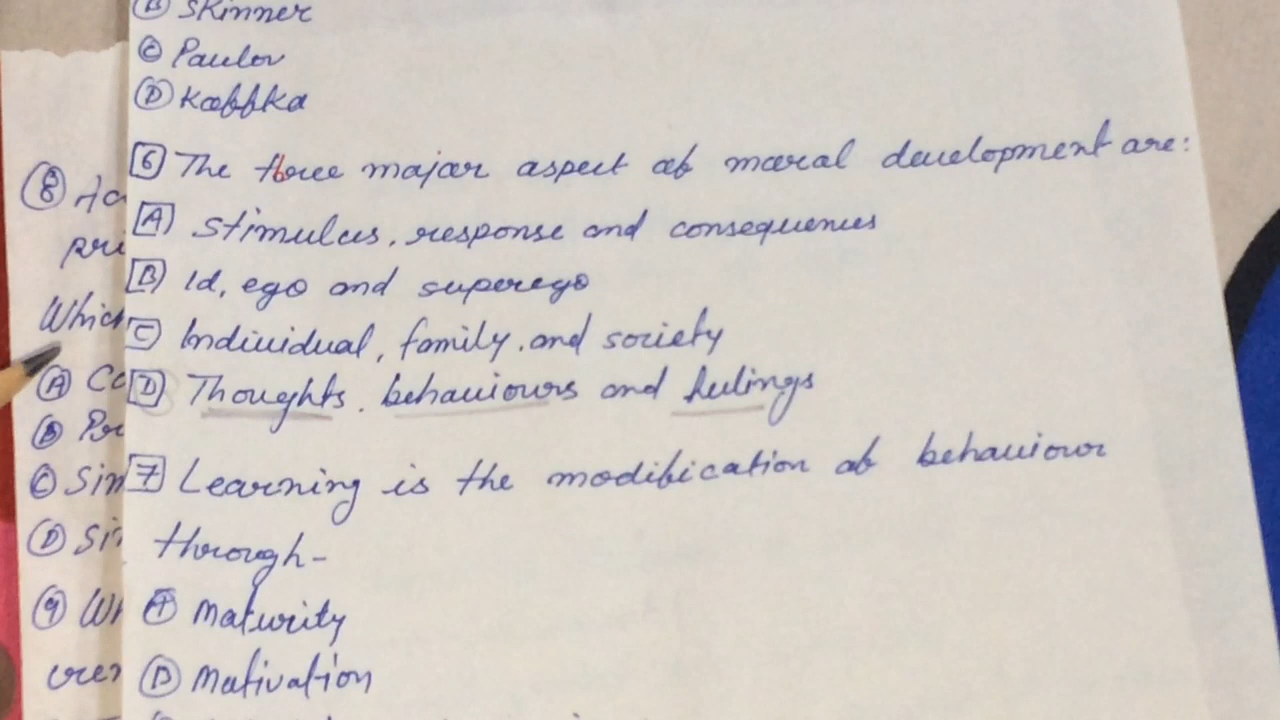 (B) Skinner
(C) Pavlov
(D) Koffka
[6] The three major aspect of moral development are:
[A] Stimulus, response and consequences
[B] Id, ego and superego
[C] Individual, family, and society
[D] Thoughts, behaviours and feelings
[7] Learning is the modification of behaviour
through-
(A) Maturity
(B) Motivation
(8)
Which
(A)
(B)
(C)
(D)
(9)